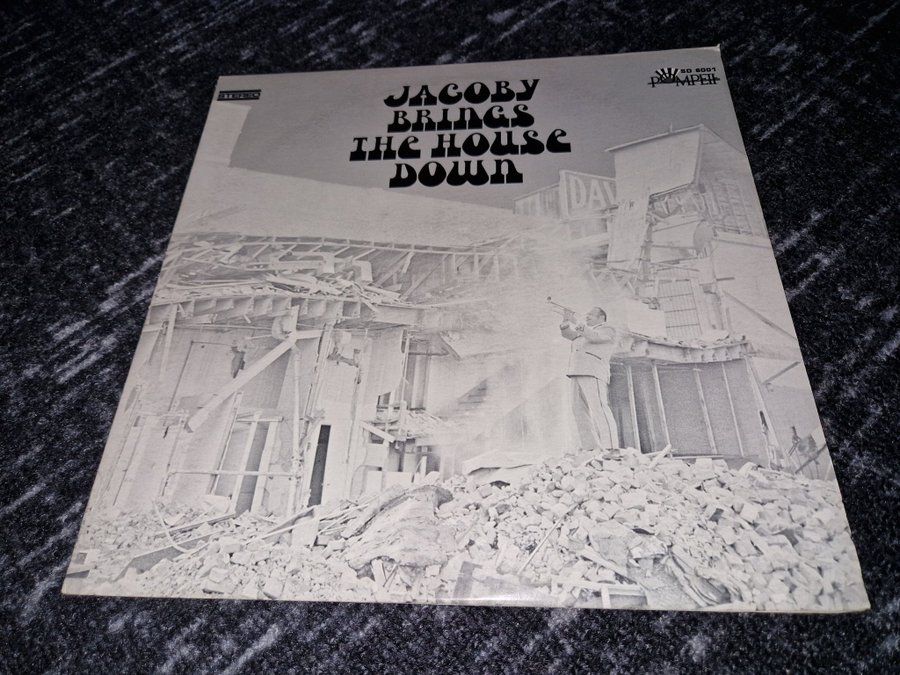 STEREO
JACOBY
BRINGS
THE HOUSE
DOWN
SD 6001
POMPEII
DAV